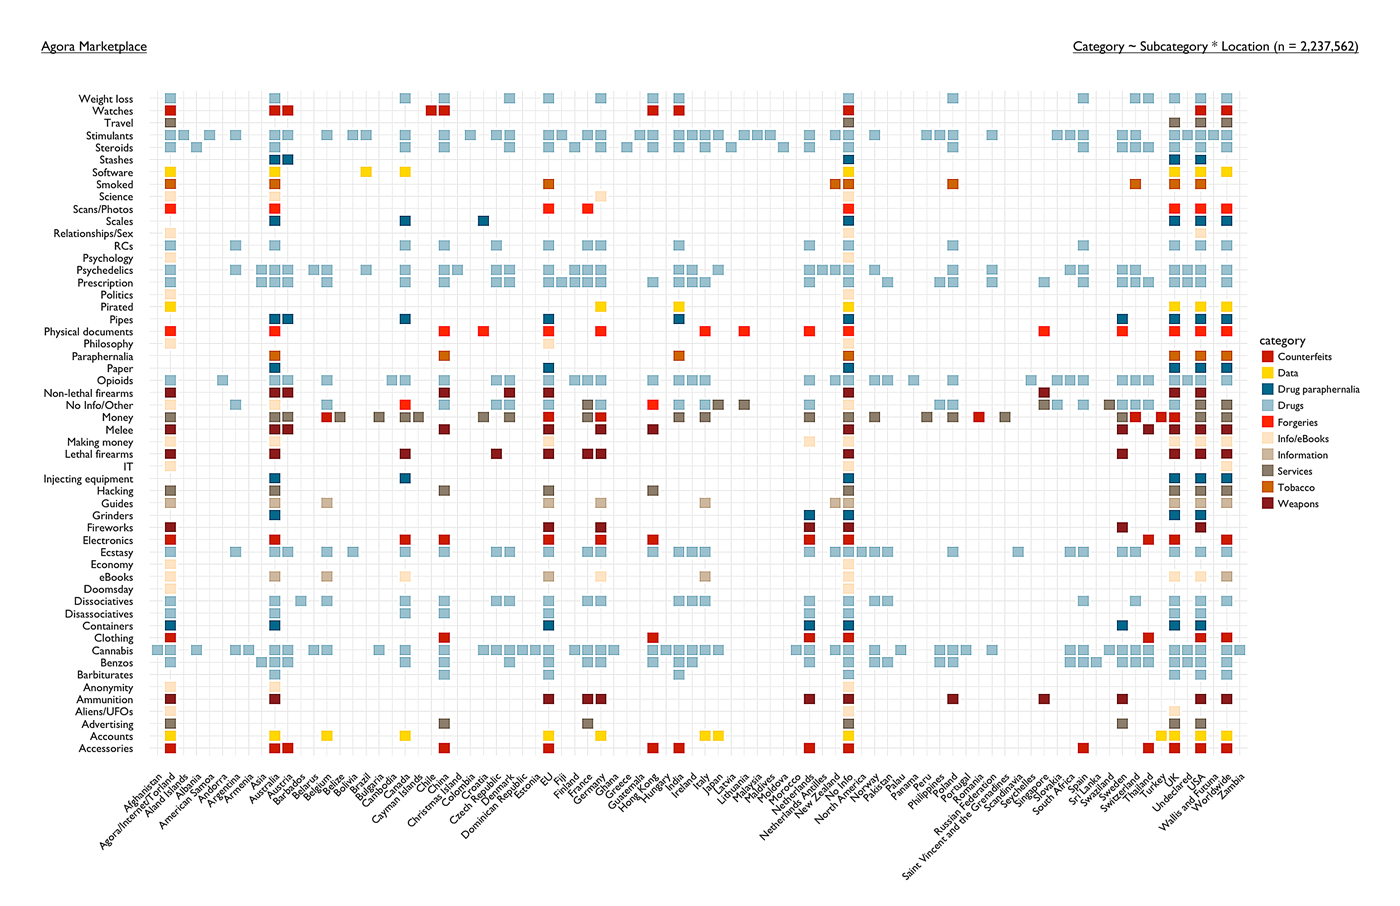 Agora Marketplace
Category ~ Subcategory * Location (n = 2,237,562)
Weight loss
Watches
Travel
Stimulants
Steroids
Stashes
Software
Smoked
Science
Scans/Photos
Scales
Relationships/Sex
RCs
Psychology
Psychedelics
Prescription
Politics
Pirated
Pipes
Physical documents
Philosophy
Paraphernalia
Paper
Opioids
Non-lethal firearms
No Info/Other
Money
Melee
Making money
Lethal firearms
IT
Injecting equipment
Hacking
Guides
Grinders
Fireworks
Electronics
Ecstasy
Economy
eBooks
Doomsday
Dissociatives
Disassociatives
Containers
Clothing
Cannabis
Benzos
Barbiturates
Anonymity
Ammunition
Aliens/UFOs
Advertising
Accounts
Accessories
category
Counterfeits
Data
Drug paraphernalia
Drugs
Forgeries
Info/eBooks
Information
Services
Tobacco
Weapons
Afghanistan
Agora/Internet/Torland
Aland Islands
Albania
American Samoa
Andorra
Argentina
Armenia
Asia
Australia
Austria
Barbados
Belarus
Belgium
Belize
Bolivia
Brazil
Bulgaria
Cambodia
Canada
Cayman Islands
Chile
China
Christmas Island
Colombia
Croatia
Czech Republic
Denmark
Dominican Republic
Estonia
EU
Fiji
Finland
France
Germany
Ghana
Greece
Guatemala
Hong Kong
Hungary
India
Ireland
Italy
Japan
Latvia
Lithuania
Malaysia
Maldives
Moldova
Morocco
Netherlands
Netherlands Antilles
New Zealand
No Info
North America
Norway
Pakistan
Palau
Panama
Peru
Philippines
Poland
Portugal
Romania
Russian Federation
Saint Vincent and the Grenadines
Scandinavia
Seychelles
Singapore
Slovakia
South Africa
Spain
Sri Lanka
Swaziland
Sweden
Switzerland
Thailand
Turkey
UK
Undeclared
USA
Wallis and Futuna
Worldwide
Zambia